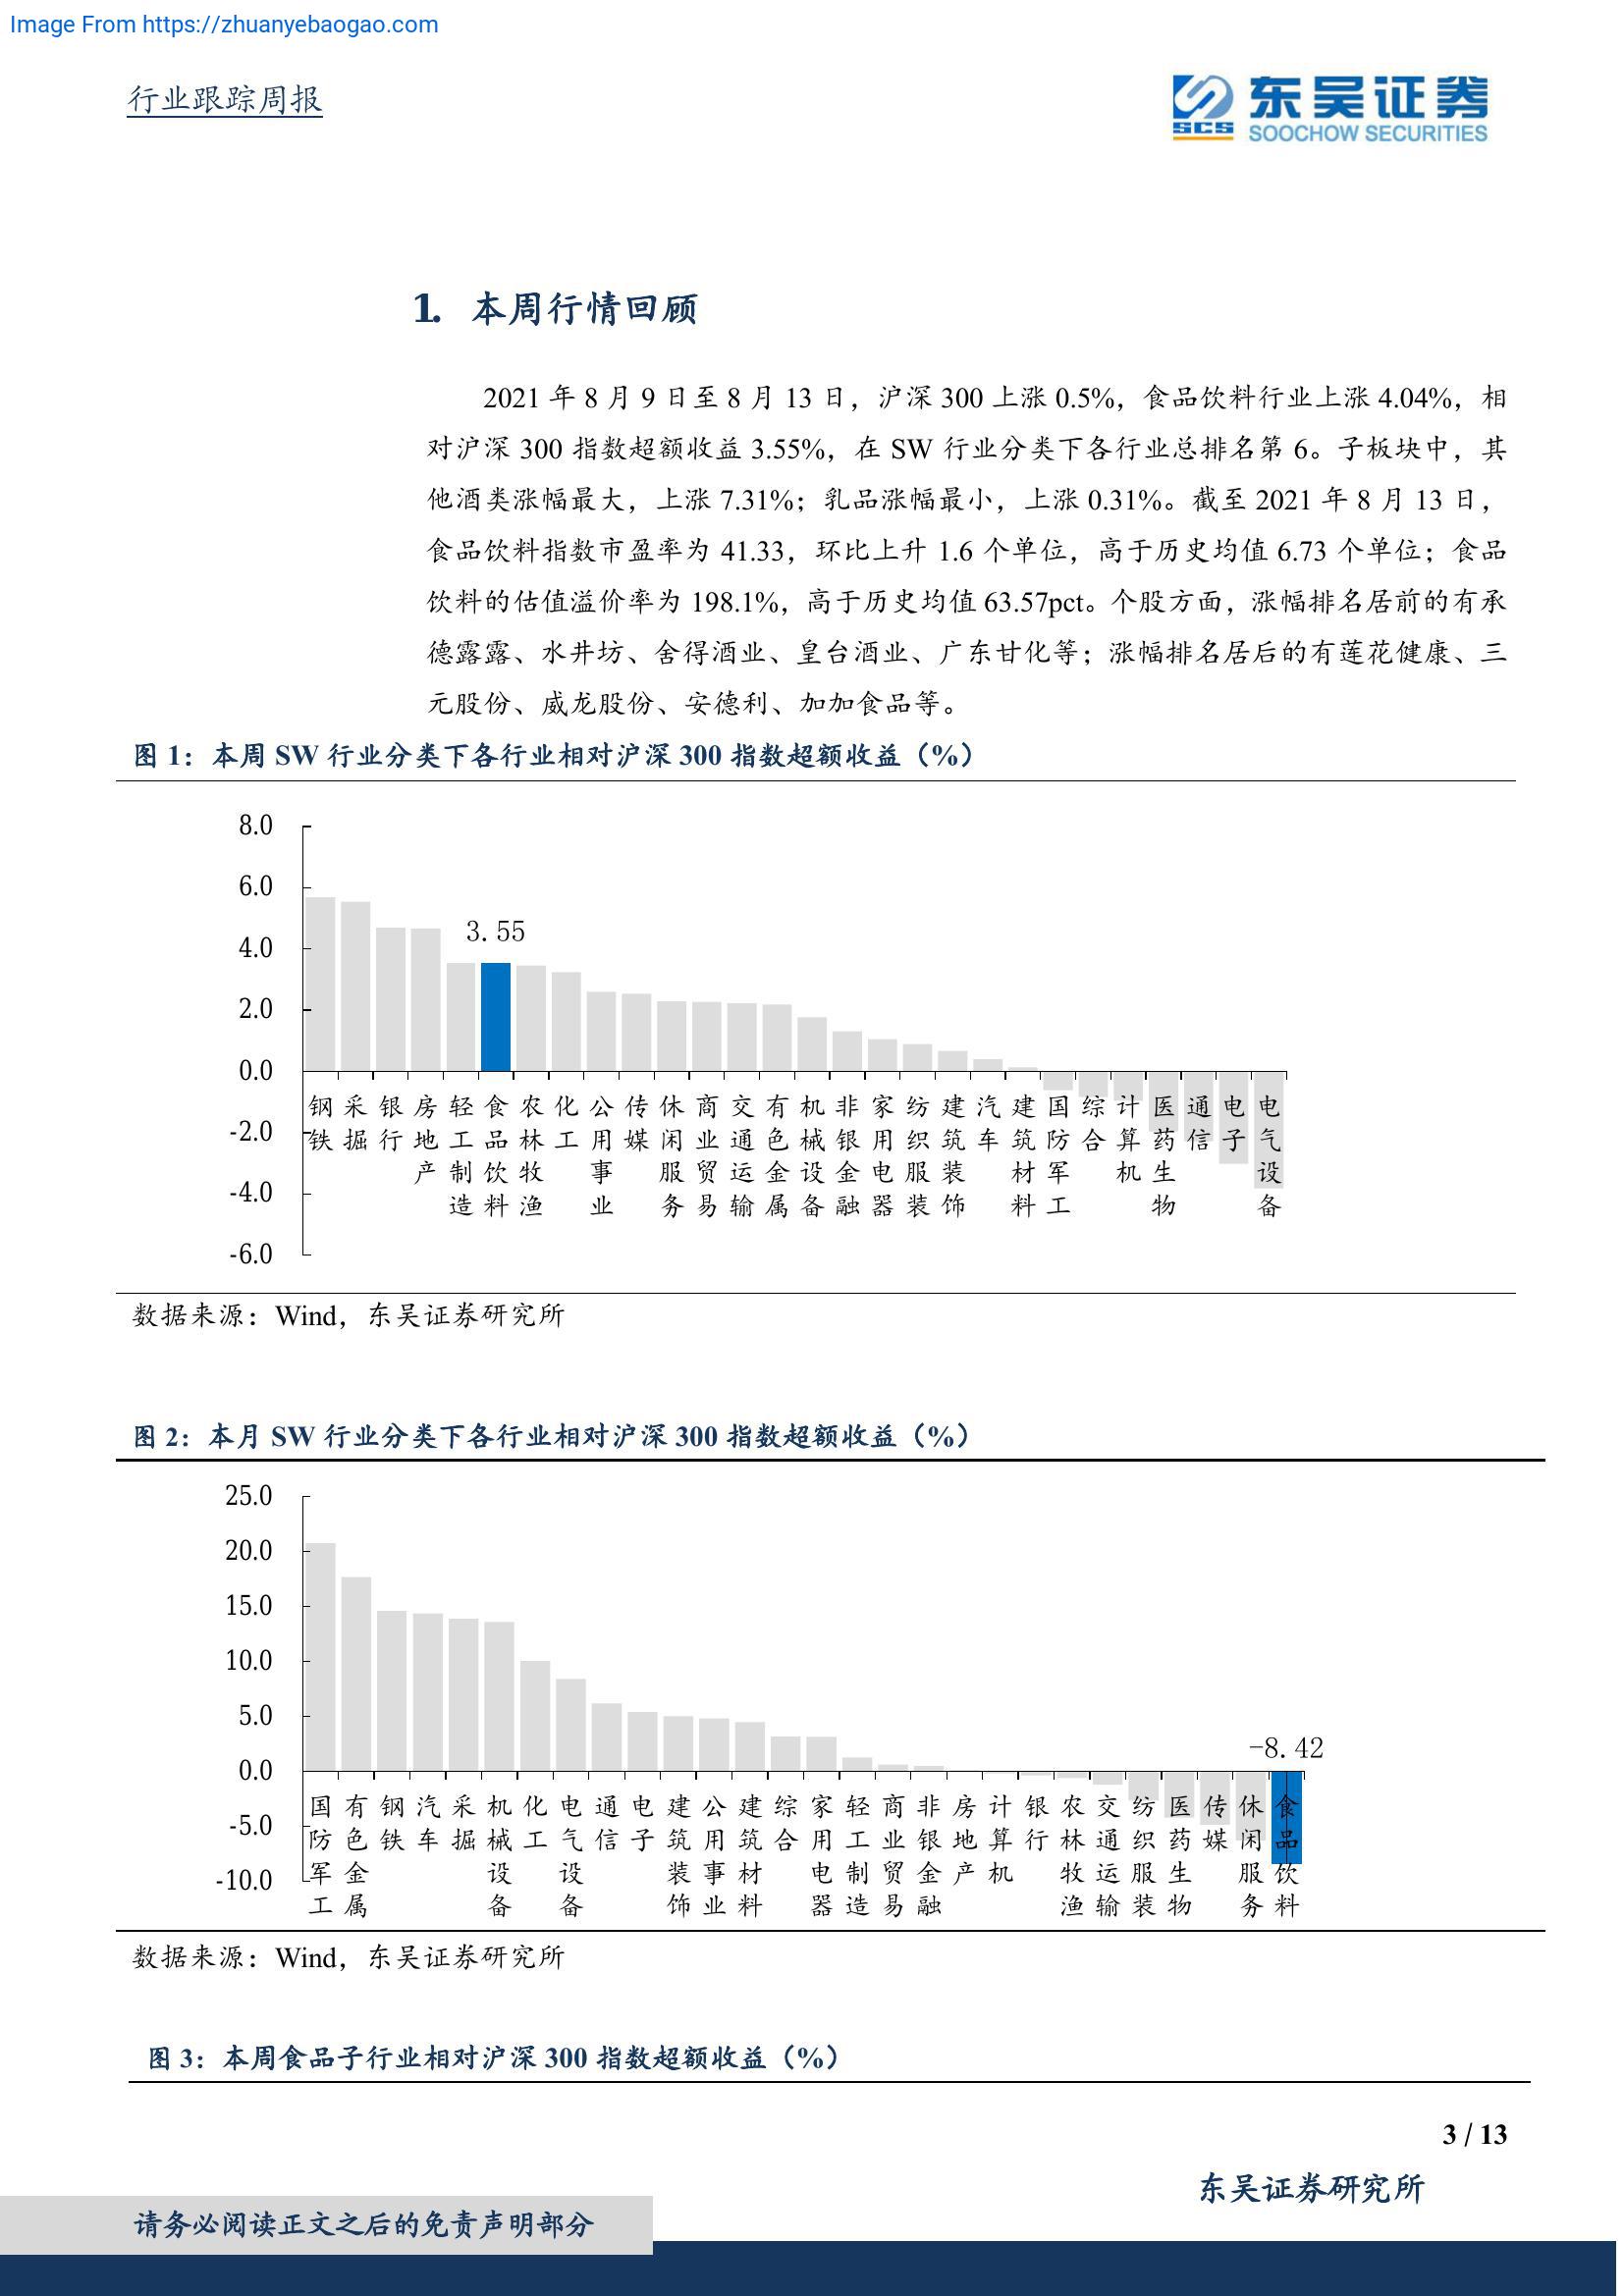 Image From https://zhuanyebaogao.com
行业跟踪周报
东吴证券
SCS
SOOCHOW SECURITIES
1. 本周行情回顾
2021 年 8 月 9 日至 8 月 13 日，沪深 300 上涨 0.5%，食品饮料行业上涨 4.04%，相
对沪深 300 指数超额收益 3.55%，在 SW 行业分类下各行业总排名第 6。子板块中，其
他酒类涨幅最大，上涨 7.31%；乳品涨幅最小，上涨 0.31%。截至 2021 年 8 月 13 日，
食品饮料指数市盈率为 41.33，环比上升 1.6 个单位，高于历史均值 6.73 个单位；食品
饮料的估值溢价率为 198.1%，高于历史均值 63.57pct。个股方面，涨幅排名居前的有承
德露露、水井坊、舍得酒业、皇台酒业、广东甘化等；涨幅排名居后的有莲花健康、三
元股份、威龙股份、安德利、加加食品等。
图 1：本周 SW 行业分类下各行业相对沪深 300 指数超额收益（%）
8.0
6.0
4.0
2.0
0.0
-2.0
-4.0
-6.0
3.55
钢铁
采掘
银行
房地产
轻工制造
食品饮料
农林牧渔
化工
公用事业
传媒
休闲服务
商业贸易
交通运输
有色金属
机械设备
非银金融
家用电器
纺织服装
建筑装饰
汽车
建筑材料
国防军工
综合
计算机
医药生物
通信
电子
电气设备
数据来源：Wind，东吴证券研究所
图 2：本月 SW 行业分类下各行业相对沪深 300 指数超额收益（%）
25.0
20.0
15.0
10.0
5.0
0.0
-5.0
-10.0
-8.42
国防军工
有色金属
钢铁
汽车
采掘
机械设备
化工
电气设备
通信
电子
建筑装饰
公用事业
建筑材料
综合
家用电器
轻工制造
商业贸易
非银金融
房地产
计算机
银行
农林牧渔
交通运输
纺织服装
医药生物
传媒
休闲服务
食品饮料
数据来源：Wind，东吴证券研究所
图 3：本周食品子行业相对沪深 300 指数超额收益（%）
3 / 13
东吴证券研究所
请务必阅读正文之后的免责声明部分